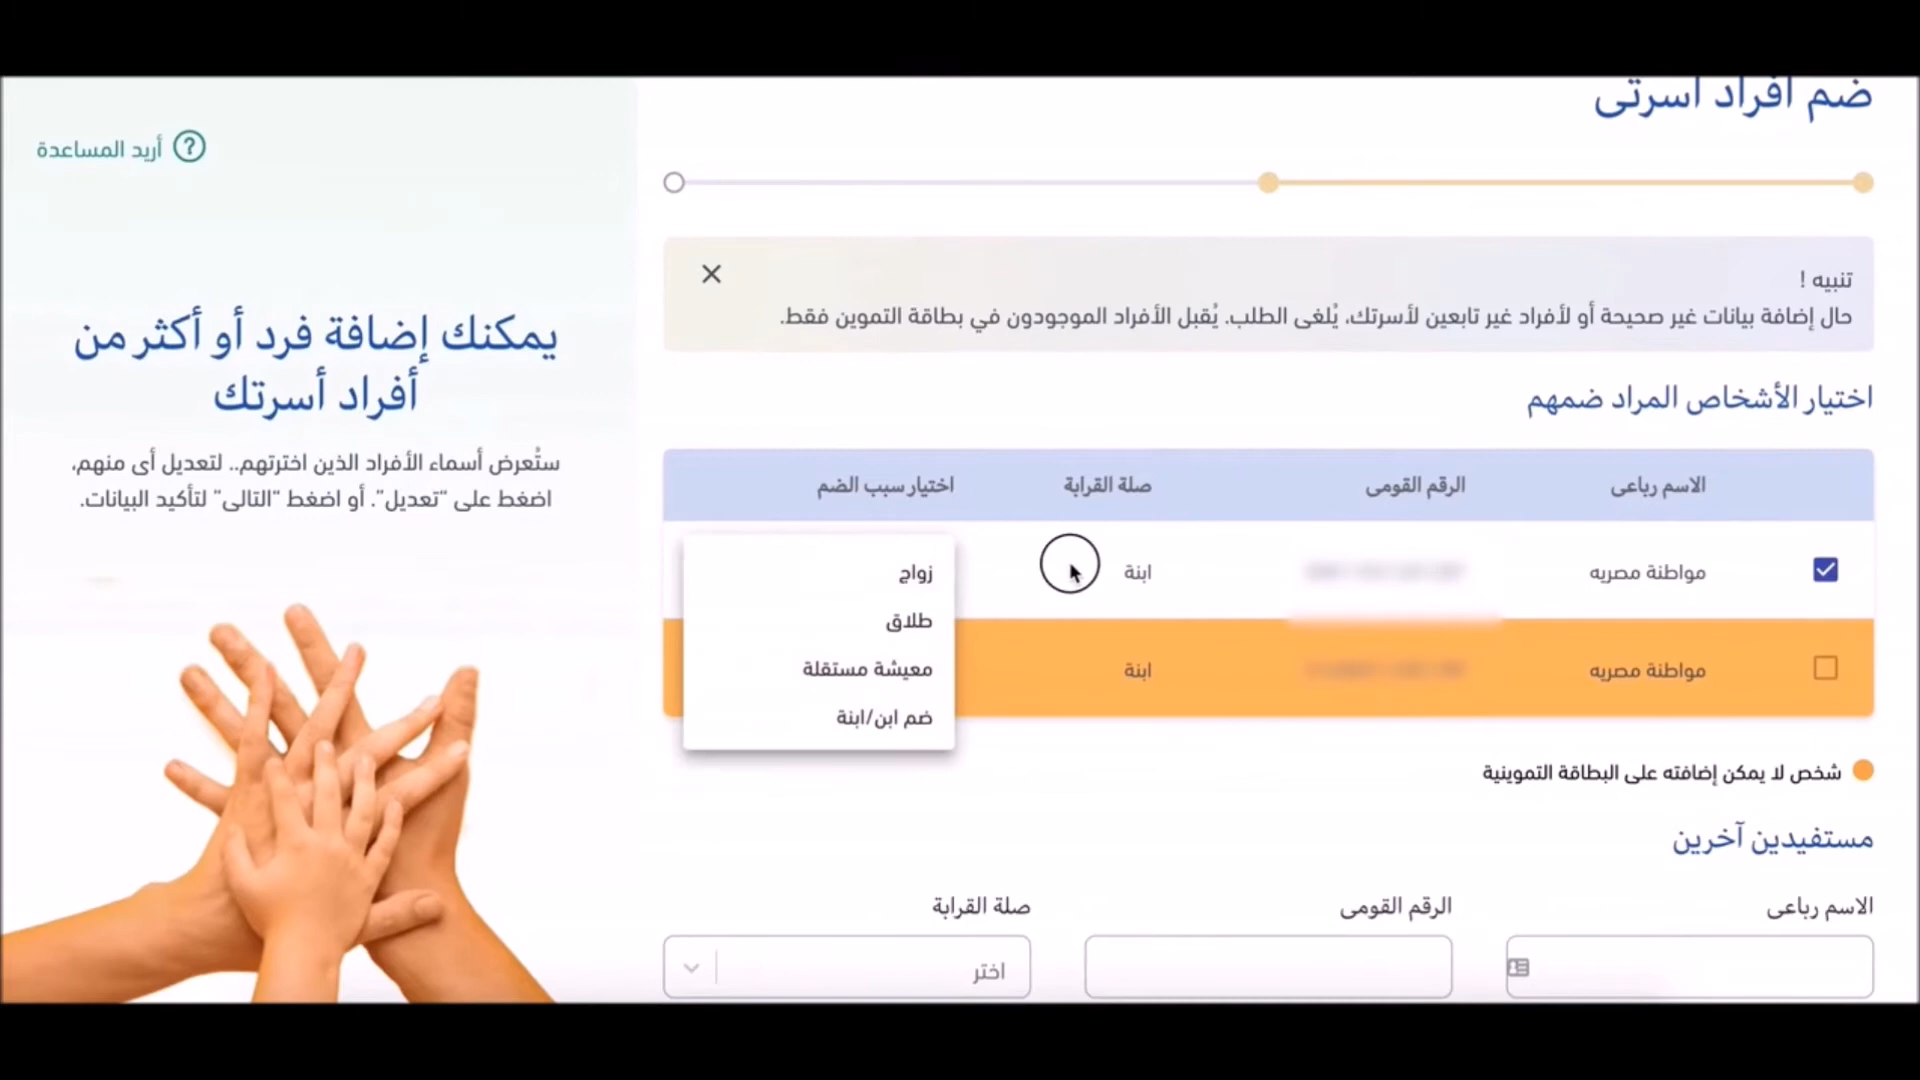 ضم أفراد أسرتى
أريد المساعدة
تنبيه !
حال إضافة بيانات غير صحيحة أو لأفراد غير تابعين لأسرتك، يُلغى الطلب. يُقبل الأفراد الموجودون في بطاقة التموين فقط.
يمكنك إضافة فرد أو أكثر من
أفراد أسرتك
ستُعرض أسماء الأفراد الذين اخترتهم.. لتعديل أى منهم،
اضغط على "تعديل". أو اضغط "التالى" لتأكيد البيانات.
اختيار الأشخاص المراد ضمهم
الاسم رباعى الرقم القومى صلة القرابة اختيار سبب الضم
مواطنة مصريه ابنة
زواج
طلاق
مواطنة مصريه ابنة
معيشة مستقلة
ضم ابن/ابنة
شخص لا يمكن إضافته على البطاقة التموينية
مستفيدين آخرين
الاسم رباعى الرقم القومى صلة القرابة
اختر